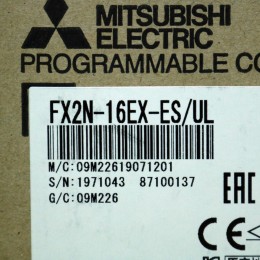 MITSUBISHI
ELECTRIC
PROGRAMMABLE CO
FX2N-16EX-ES/UL
M/C:09M22619071201
S/N:1971043 87100137
G/C:09M226
EAC
CE